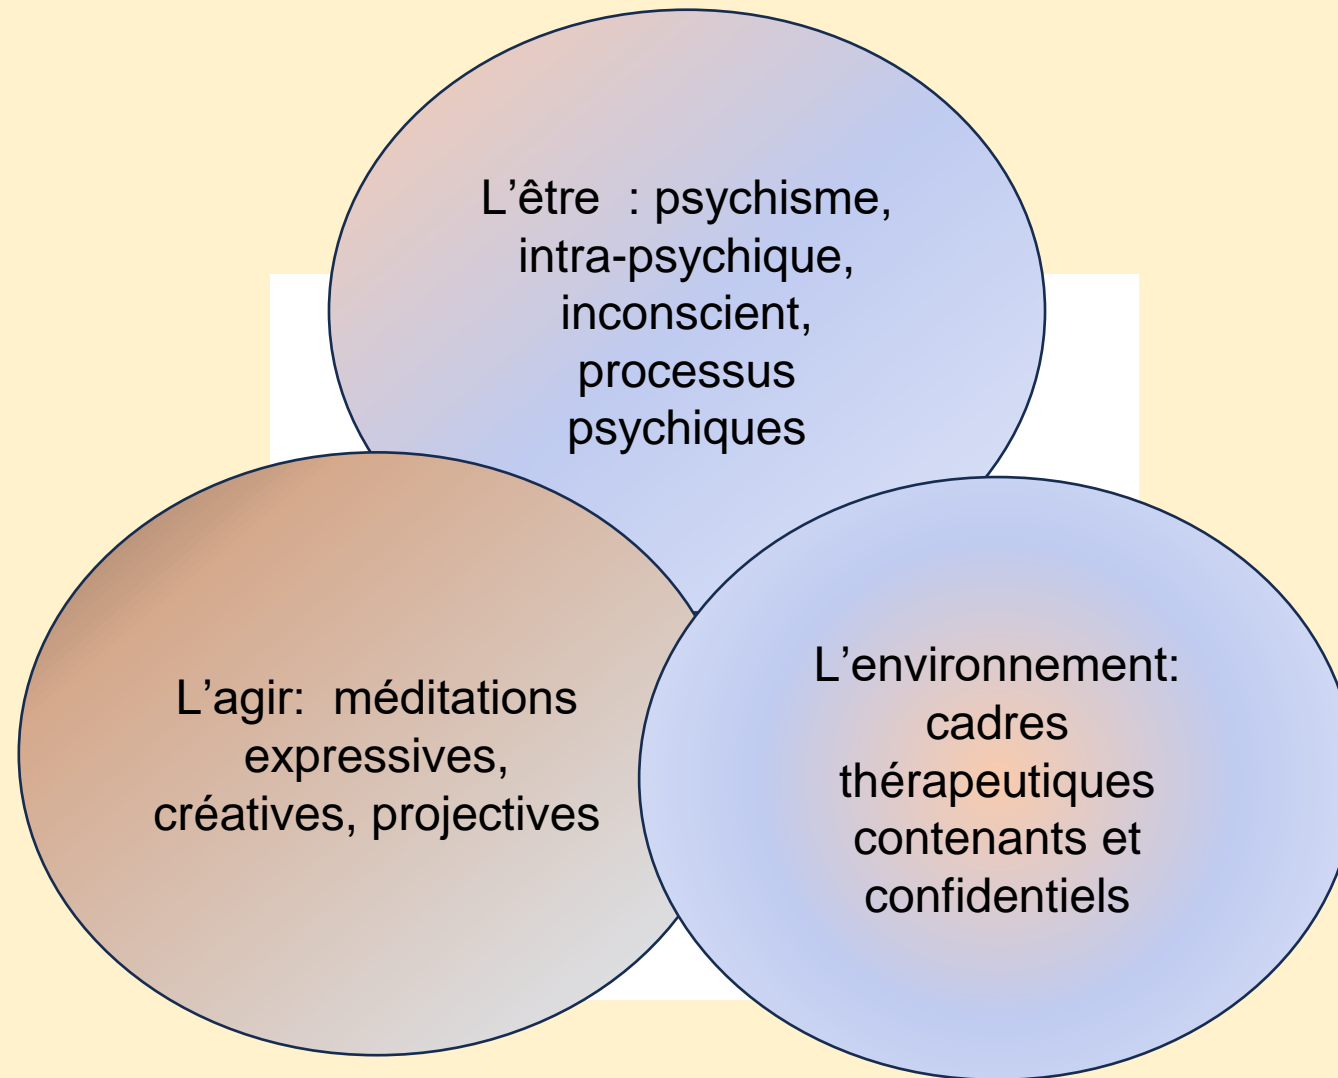 L’être  : psychisme,
intra-psychique,
inconscient,
processus
psychiques
L’agir:  méditations
expressives,
créatives, projectives
L’environnement:
cadres
thérapeutiques
contenants et
confidentiels